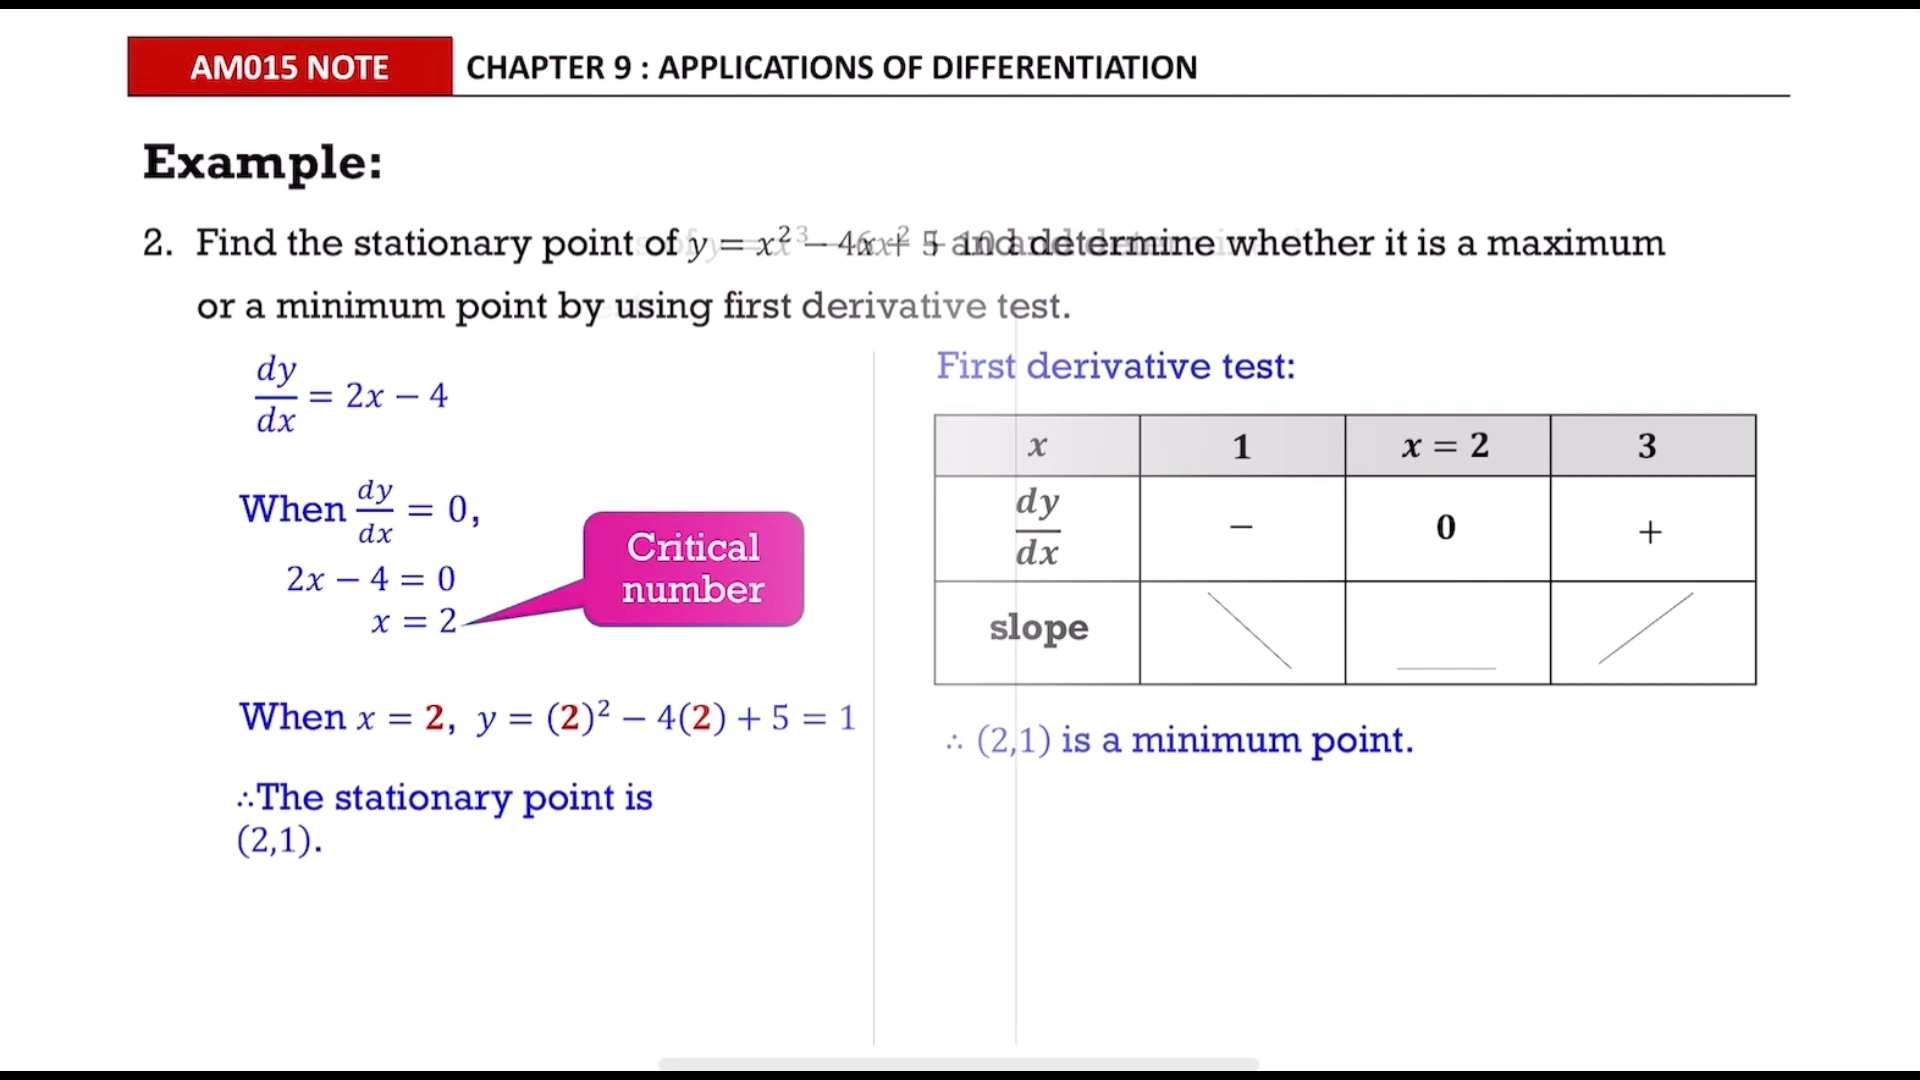 AM015 NOTE
CHAPTER 9 : APPLICATIONS OF DIFFERENTIATION
Example:
2. Find the stationary point of y = x² − 4x + 5 and determine whether it is a maximum
or a minimum point by using first derivative test.
dy/dx = 2x − 4
When dy/dx = 0,
2x − 4 = 0
x = 2
Critical
number
When x = 2, y = (2)² − 4(2) + 5 = 1
∴The stationary point is
(2,1).
First derivative test:
x 1 x = 2 3
dy/dx − 0 +
slope
∴ (2,1) is a minimum point.